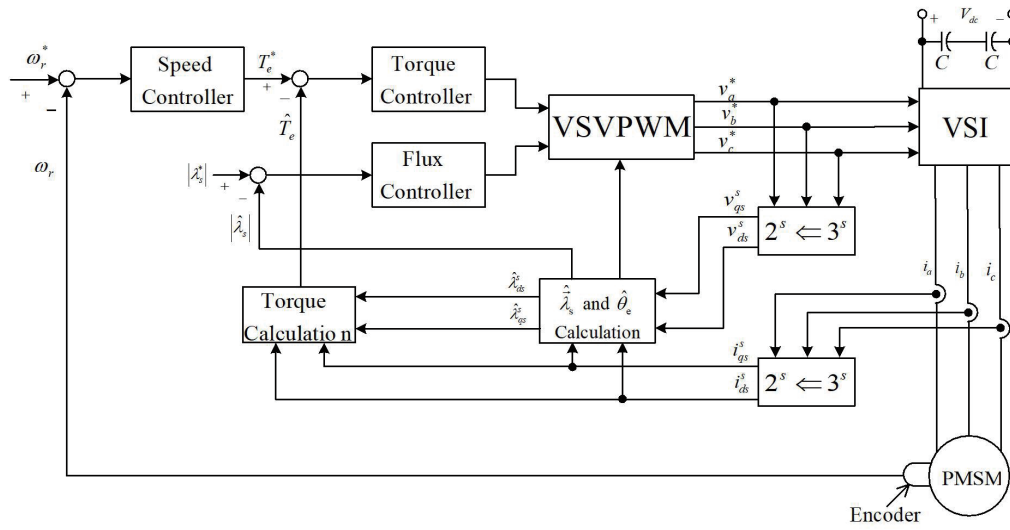 + V_dc −
C C
ω_r^* + −
Speed
Controller
T_e^* + −
Torque
Controller
T̂_e
VSVPWM
v_a^*
v_b^*
v_c^*
VSI
ω_r
|λ_s^*| + −
Flux
Controller
|λ̂_s|
v_qs^s
v_ds^s
2^s ⇐ 3^s
i_a i_b i_c
Torque
Calculatio n
λ̂_ds^s
λ̂_qs^s
λ̂⃗_s and θ̂_e
Calculation
i_qs^s
i_ds^s
2^s ⇐ 3^s
PMSM
Encoder